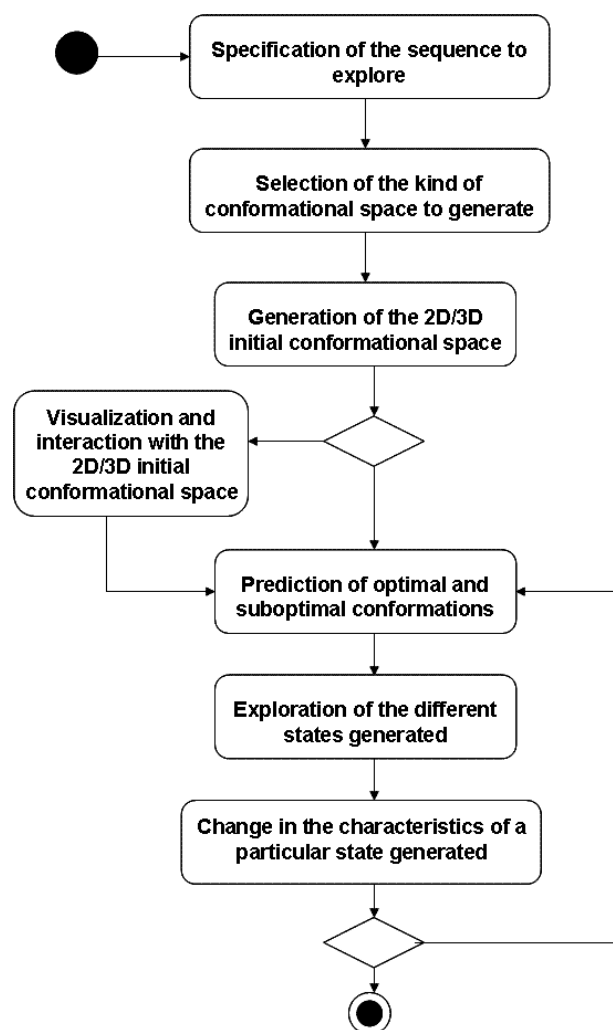 Specification of the sequence to
explore
Selection of the kind of
conformational space to generate
Generation of the 2D/3D
initial conformational space
Visualization and
interaction with the
2D/3D initial
conformational space
Prediction of optimal and
suboptimal conformations
Exploration of the different
states generated
Change in the characteristics of a
particular state generated